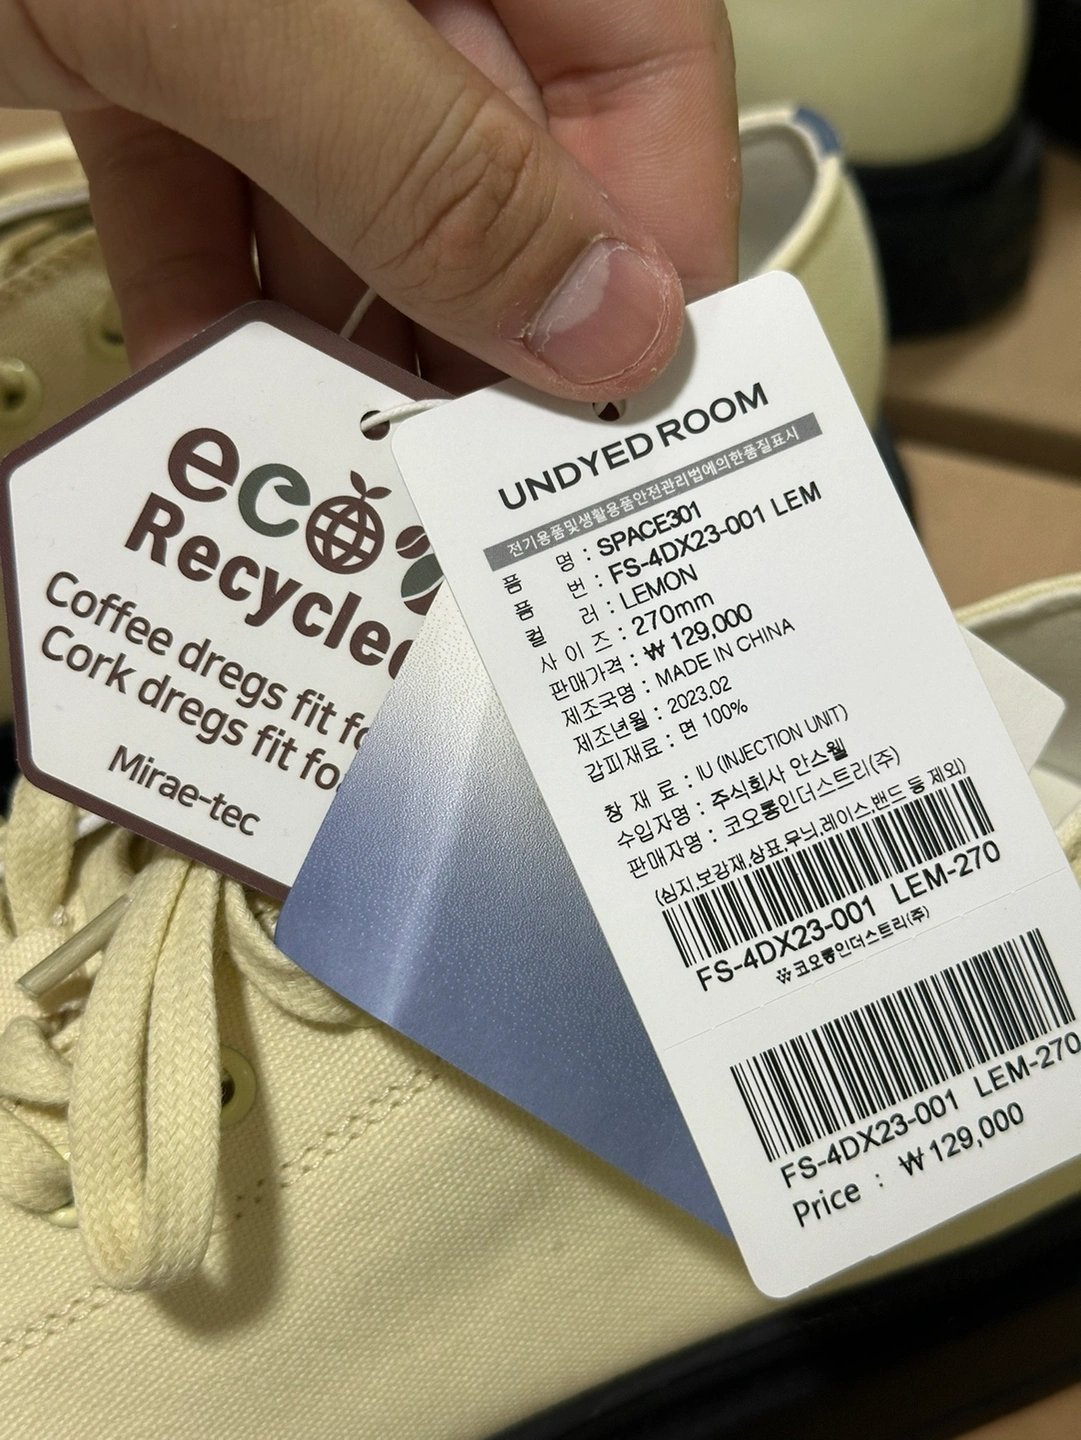 eco
Recycled
Coffee dregs fit fo
Cork dregs fit fo
Mirae-tec
UNDYED ROOM
전기용품및생활용품안전관리법에의한품질표시
품 명 : SPACE301
품 번 : FS-4DX23-001 LEM
컬 러 : LEMON
사 이 즈 : 270mm
판매가격 : ₩ 129,000
제조국명 : MADE IN CHINA
제조년월 : 2023.02
갑피재료 : 면 100%
창 재 료 : IU (INJECTION UNIT)
수입자명 : 주식회사 안스웰
판매자명 : 코오롱인더스트리(주)
(심지,보강재,상표,무늬,레이스,밴드 등 제외)
FS-4DX23-001 LEM-270
코오롱인더스트리(주)
FS-4DX23-001 LEM-270
Price : ₩ 129,000